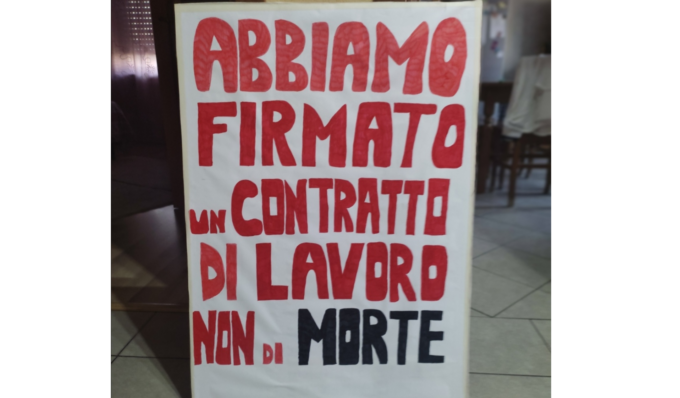 ABBIAMO
FIRMATO
UN CONTRATTO
DI LAVORO
NON DI MORTE